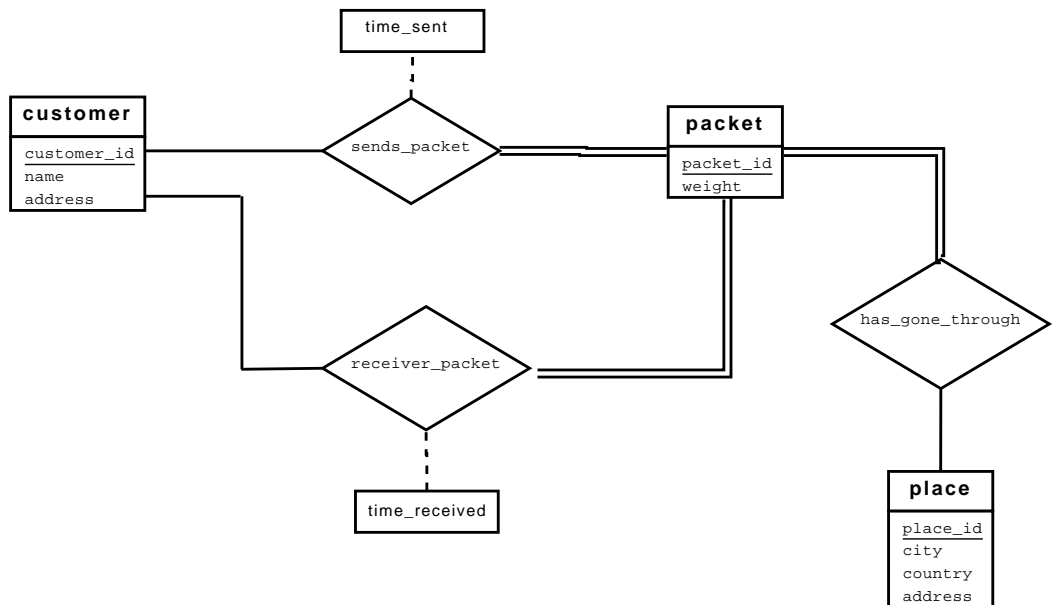 time_sent
customer
customer_id
name
address
sends_packet
packet
packet_id
weight
has_gone_through
receiver_packet
time_received
place
place_id
city
country
address